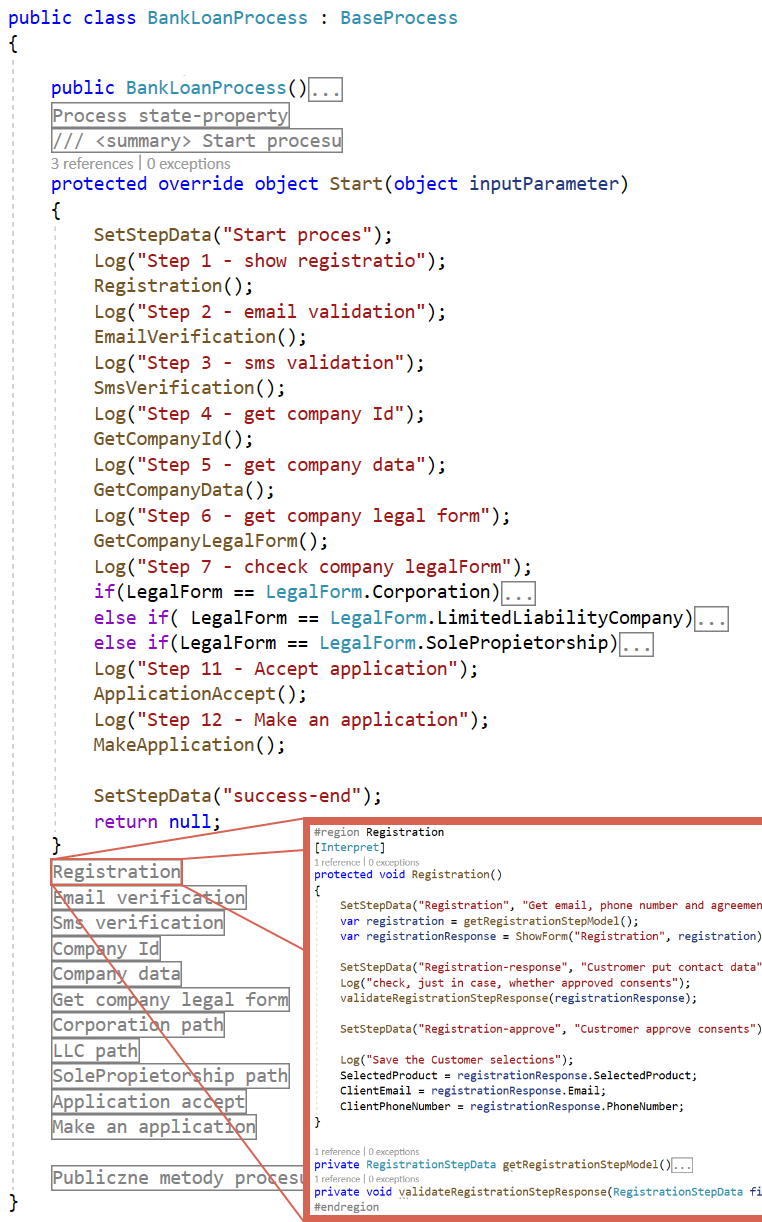 public class BankLoanProcess : BaseProcess
{
public BankLoanProcess()...
Process state-property
/// <summary> Start procesu
3 references | 0 exceptions
protected override object Start(object inputParameter)
{
SetStepData("Start proces");
Log("Step 1 - show registratio");
Registration();
Log("Step 2 - email validation");
EmailVerification();
Log("Step 3 - sms validation");
SmsVerification();
Log("Step 4 - get company Id");
GetCompanyId();
Log("Step 5 - get company data");
GetCompanyData();
Log("Step 6 - get company legal form");
GetCompanyLegalForm();
Log("Step 7 - chceck company legalForm");
if(LegalForm == LegalForm.Corporation)...
else if( LegalForm == LegalForm.LimitedLiabilityCompany)...
else if(LegalForm == LegalForm.SolePropietorship)...
Log("Step 11 - Accept application");
ApplicationAccept();
Log("Step 12 - Make an application");
MakeApplication();
SetStepData("success-end");
return null;
}
Registration
Email verification
Sms verification
Company Id
Company data
Get company legal form
Corporation path
LLC path
SolePropietorship path
Application accept
Make an application
Publiczne metody procesu
}
#region Registration
[Interpret]
1 reference | 0 exceptions
protected void Registration()
{
SetStepData("Registration", "Get email, phone number and agreemen
var registration = getRegistrationStepModel();
var registrationResponse = ShowForm("Registration", registration)
SetStepData("Registration-response", "Custromer put contact data"
Log("check, just in case, whether approved consents");
validateRegistrationStepResponse(registrationResponse);
SetStepData("Registration-approve", "Custromer approve consents")
Log("Save the Customer selections");
SelectedProduct = registrationResponse.SelectedProduct;
ClientEmail = registrationResponse.Email;
ClientPhoneNumber = registrationResponse.PhoneNumber;
}
1 reference | 0 exceptions
private RegistrationStepData getRegistrationStepModel()...
1 reference | 0 exceptions
private void validateRegistrationStepResponse(RegistrationStepData fi
#endregion